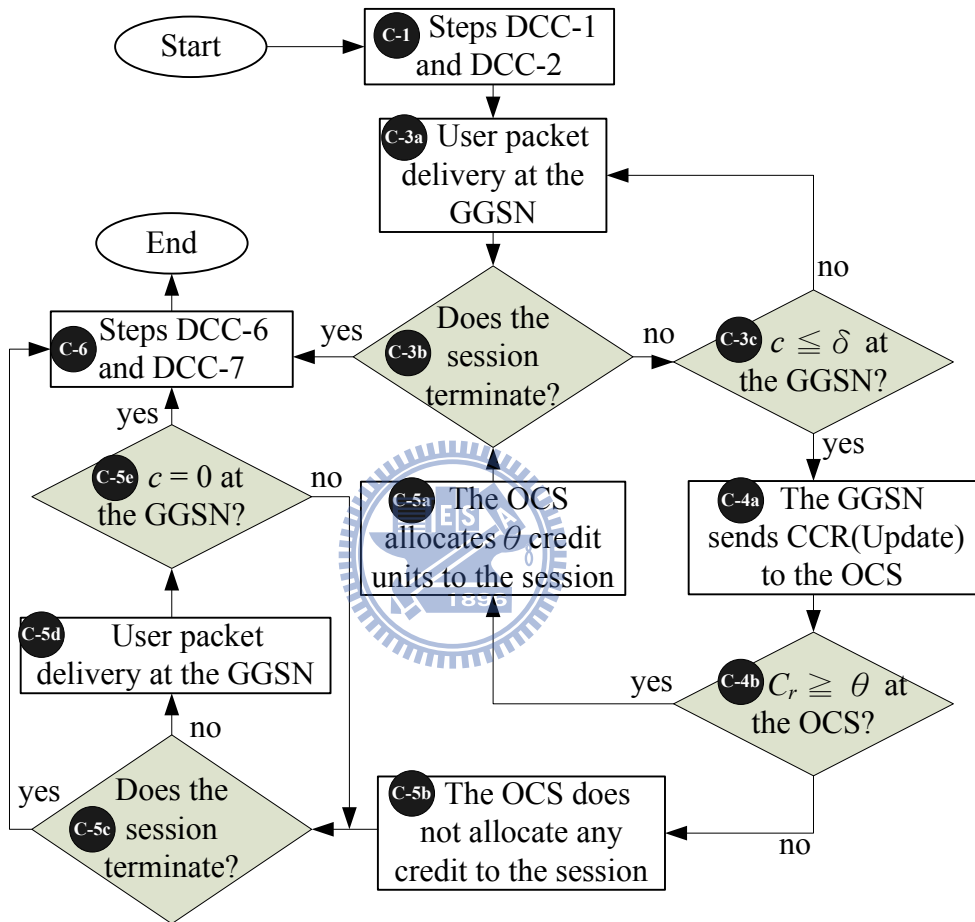 Start
C-1 Steps DCC-1
and DCC-2
C-3a User packet
delivery at the
GGSN
End
no
C-6 Steps DCC-6
and DCC-7
yes
C-3b Does the
session
terminate?
no
C-3c c ≦ δ at
the GGSN?
yes
yes
C-5e c = 0 at
the GGSN?
no
C-5a The OCS
allocates θ credit
units to the session
C-4a The GGSN
sends CCR(Update)
to the OCS
ES
1896
C-5d User packet
delivery at the GGSN
yes
C-4b Cr ≧ θ at
the OCS?
no
yes
C-5c Does the
session
terminate?
C-5b The OCS does
not allocate any
credit to the session
no